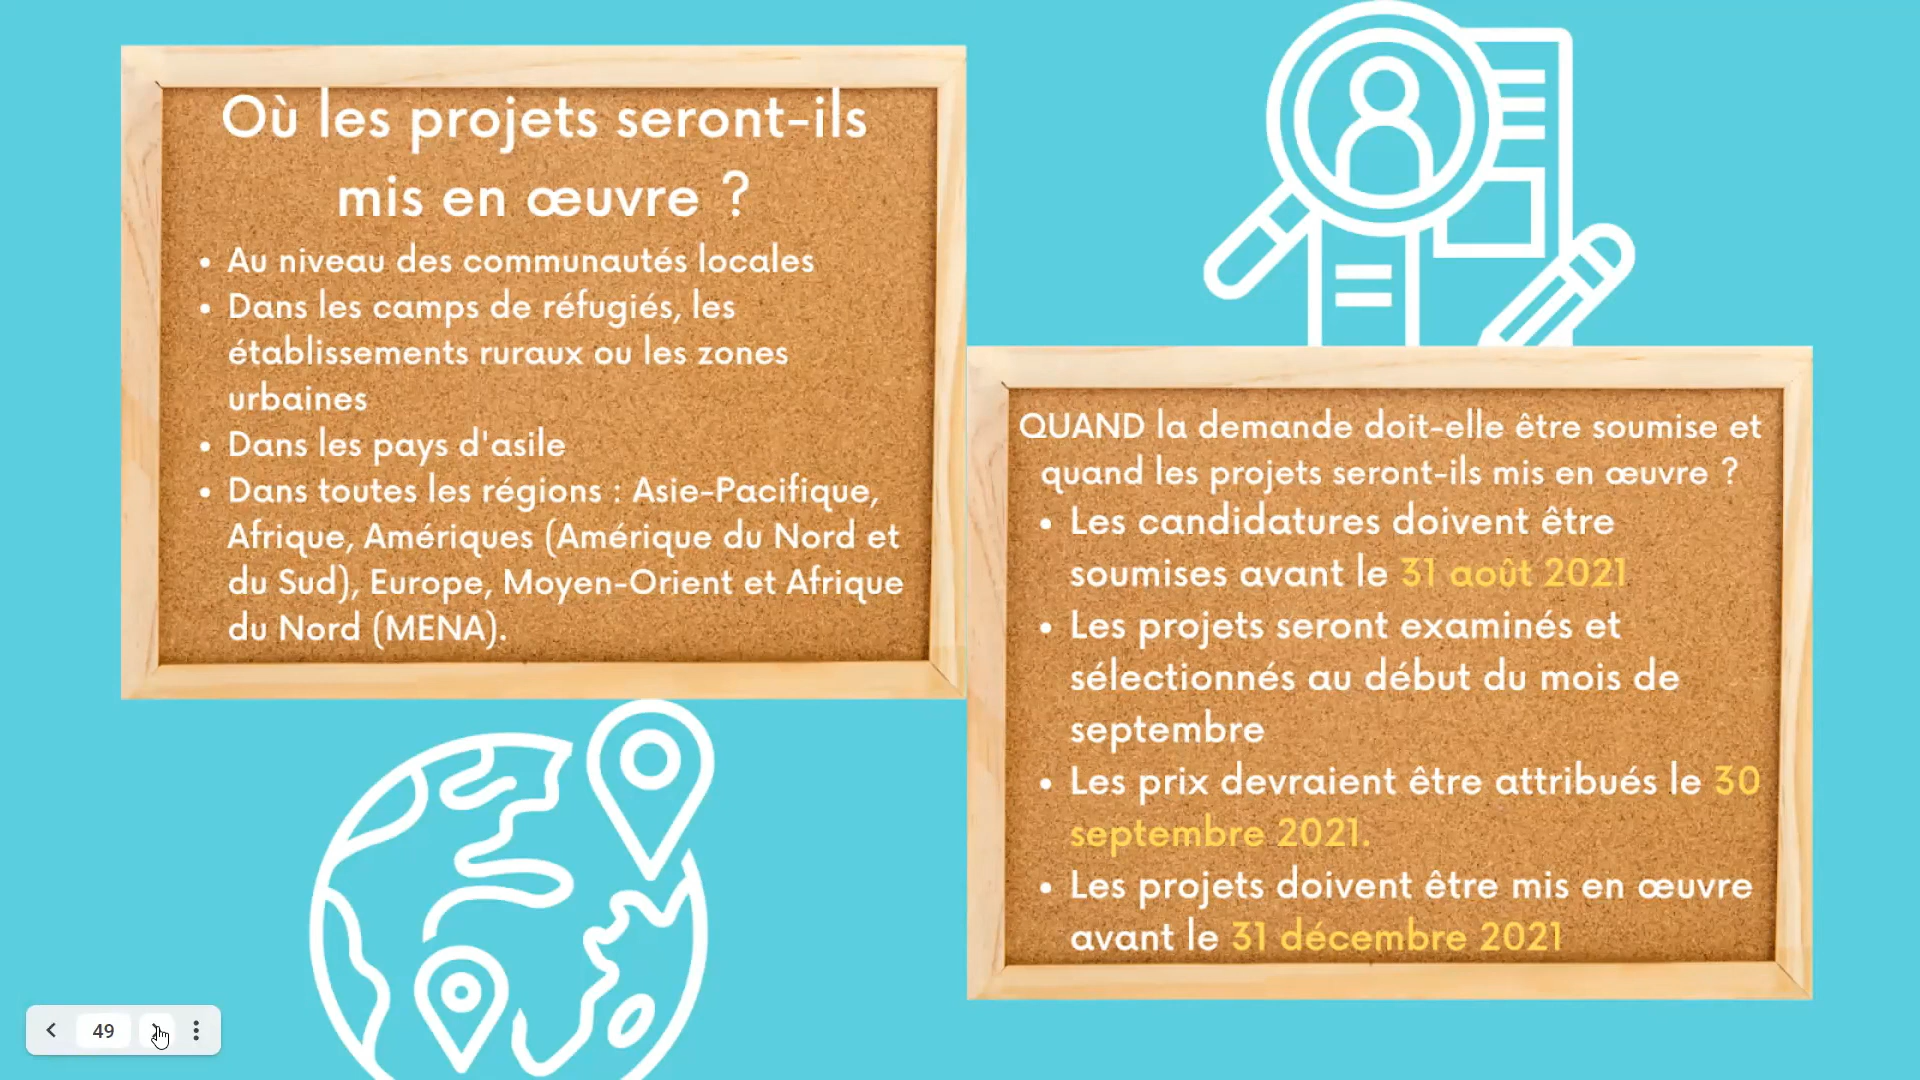 Où les projets seront-ils
mis en œuvre ?
• Au niveau des communautés locales
• Dans les camps de réfugiés, les
établissements ruraux ou les zones
urbaines
• Dans les pays d'asile
• Dans toutes les régions : Asie-Pacifique,
Afrique, Amériques (Amérique du Nord et
du Sud), Europe, Moyen-Orient et Afrique
du Nord (MENA).
QUAND la demande doit-elle être soumise et
quand les projets seront-ils mis en œuvre ?
• Les candidatures doivent être
soumises avant le 31 août 2021
• Les projets seront examinés et
sélectionnés au début du mois de
septembre
• Les prix devraient être attribués le 30
septembre 2021.
• Les projets doivent être mis en œuvre
avant le 31 décembre 2021
49